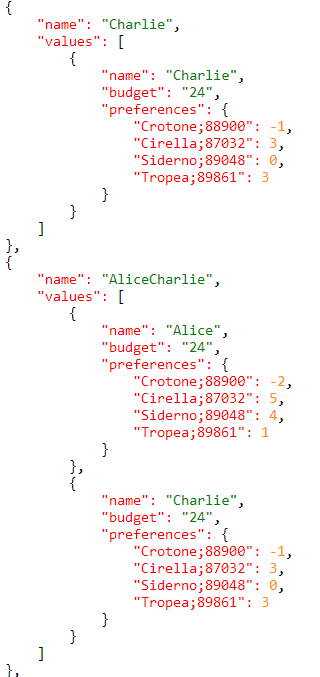 {
    "name": "Charlie",
    "values": [
        {
            "name": "Charlie",
            "budget": "24",
            "preferences": {
                "Crotone;88900": -1,
                "Cirella;87032": 3,
                "Siderno;89048": 0,
                "Tropea;89861": 3
            }
        }
    ]
},
{
    "name": "AliceCharlie",
    "values": [
        {
            "name": "Alice",
            "budget": "24",
            "preferences": {
                "Crotone;88900": -2,
                "Cirella;87032": 5,
                "Siderno;89048": 4,
                "Tropea;89861": 1
            }
        },
        {
            "name": "Charlie",
            "budget": "24",
            "preferences": {
                "Crotone;88900": -1,
                "Cirella;87032": 3,
                "Siderno;89048": 0,
                "Tropea;89861": 3
            }
        }
    ]
},